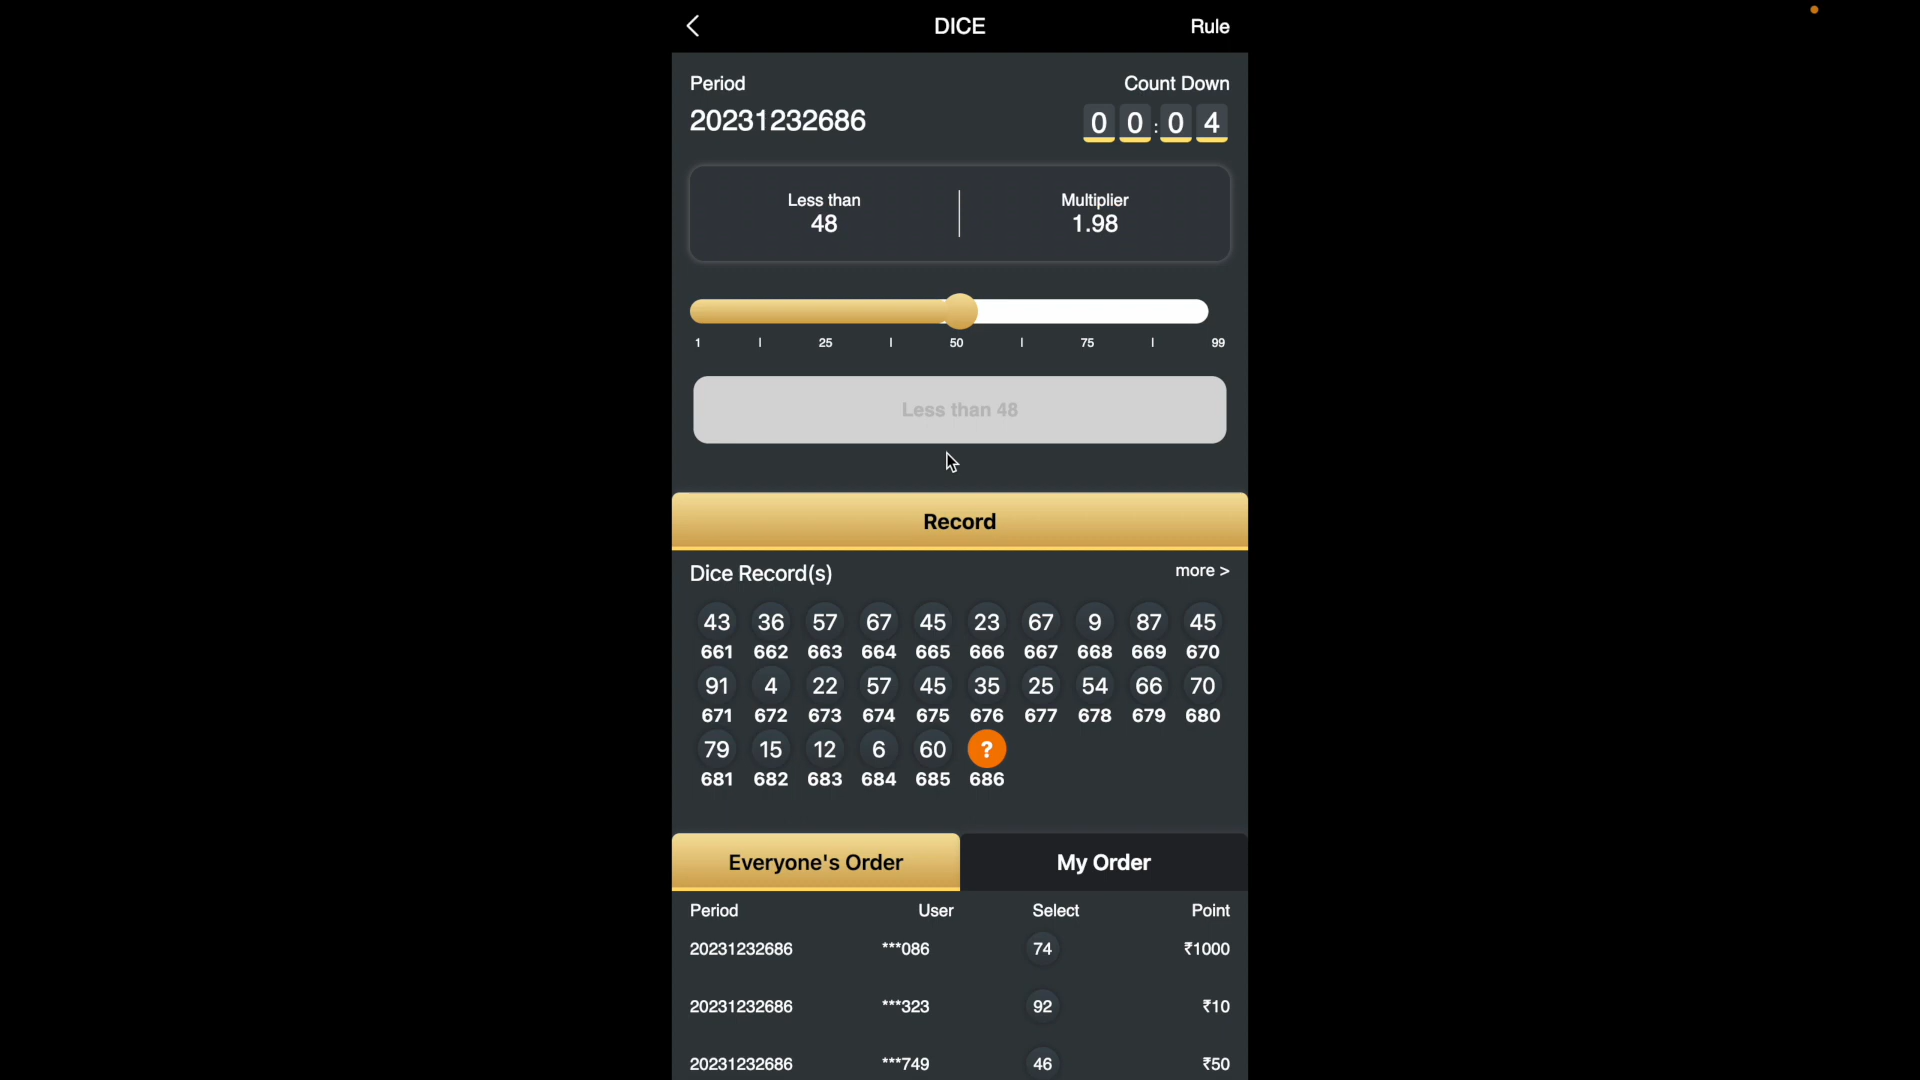 DICE
Rule
Period
Count Down
20231232686
0 0 : 0 4
Less than
48
Multiplier
1.98
1 | 25 | 50 | 75 | 99
Less than 48
Record
Dice Record(s)
more >
43 36 57 67 45 23 67 9 87 45
661 662 663 664 665 666 667 668 669 670
91 4 22 57 45 35 25 54 66 70
671 672 673 674 675 676 677 678 679 680
79 15 12 6 60 ?
681 682 683 684 685 686
Everyone's Order
My Order
Period User Select Point
20231232686 ***086 74 ₹1000
20231232686 ***323 92 ₹10
20231232686 ***749 46 ₹50